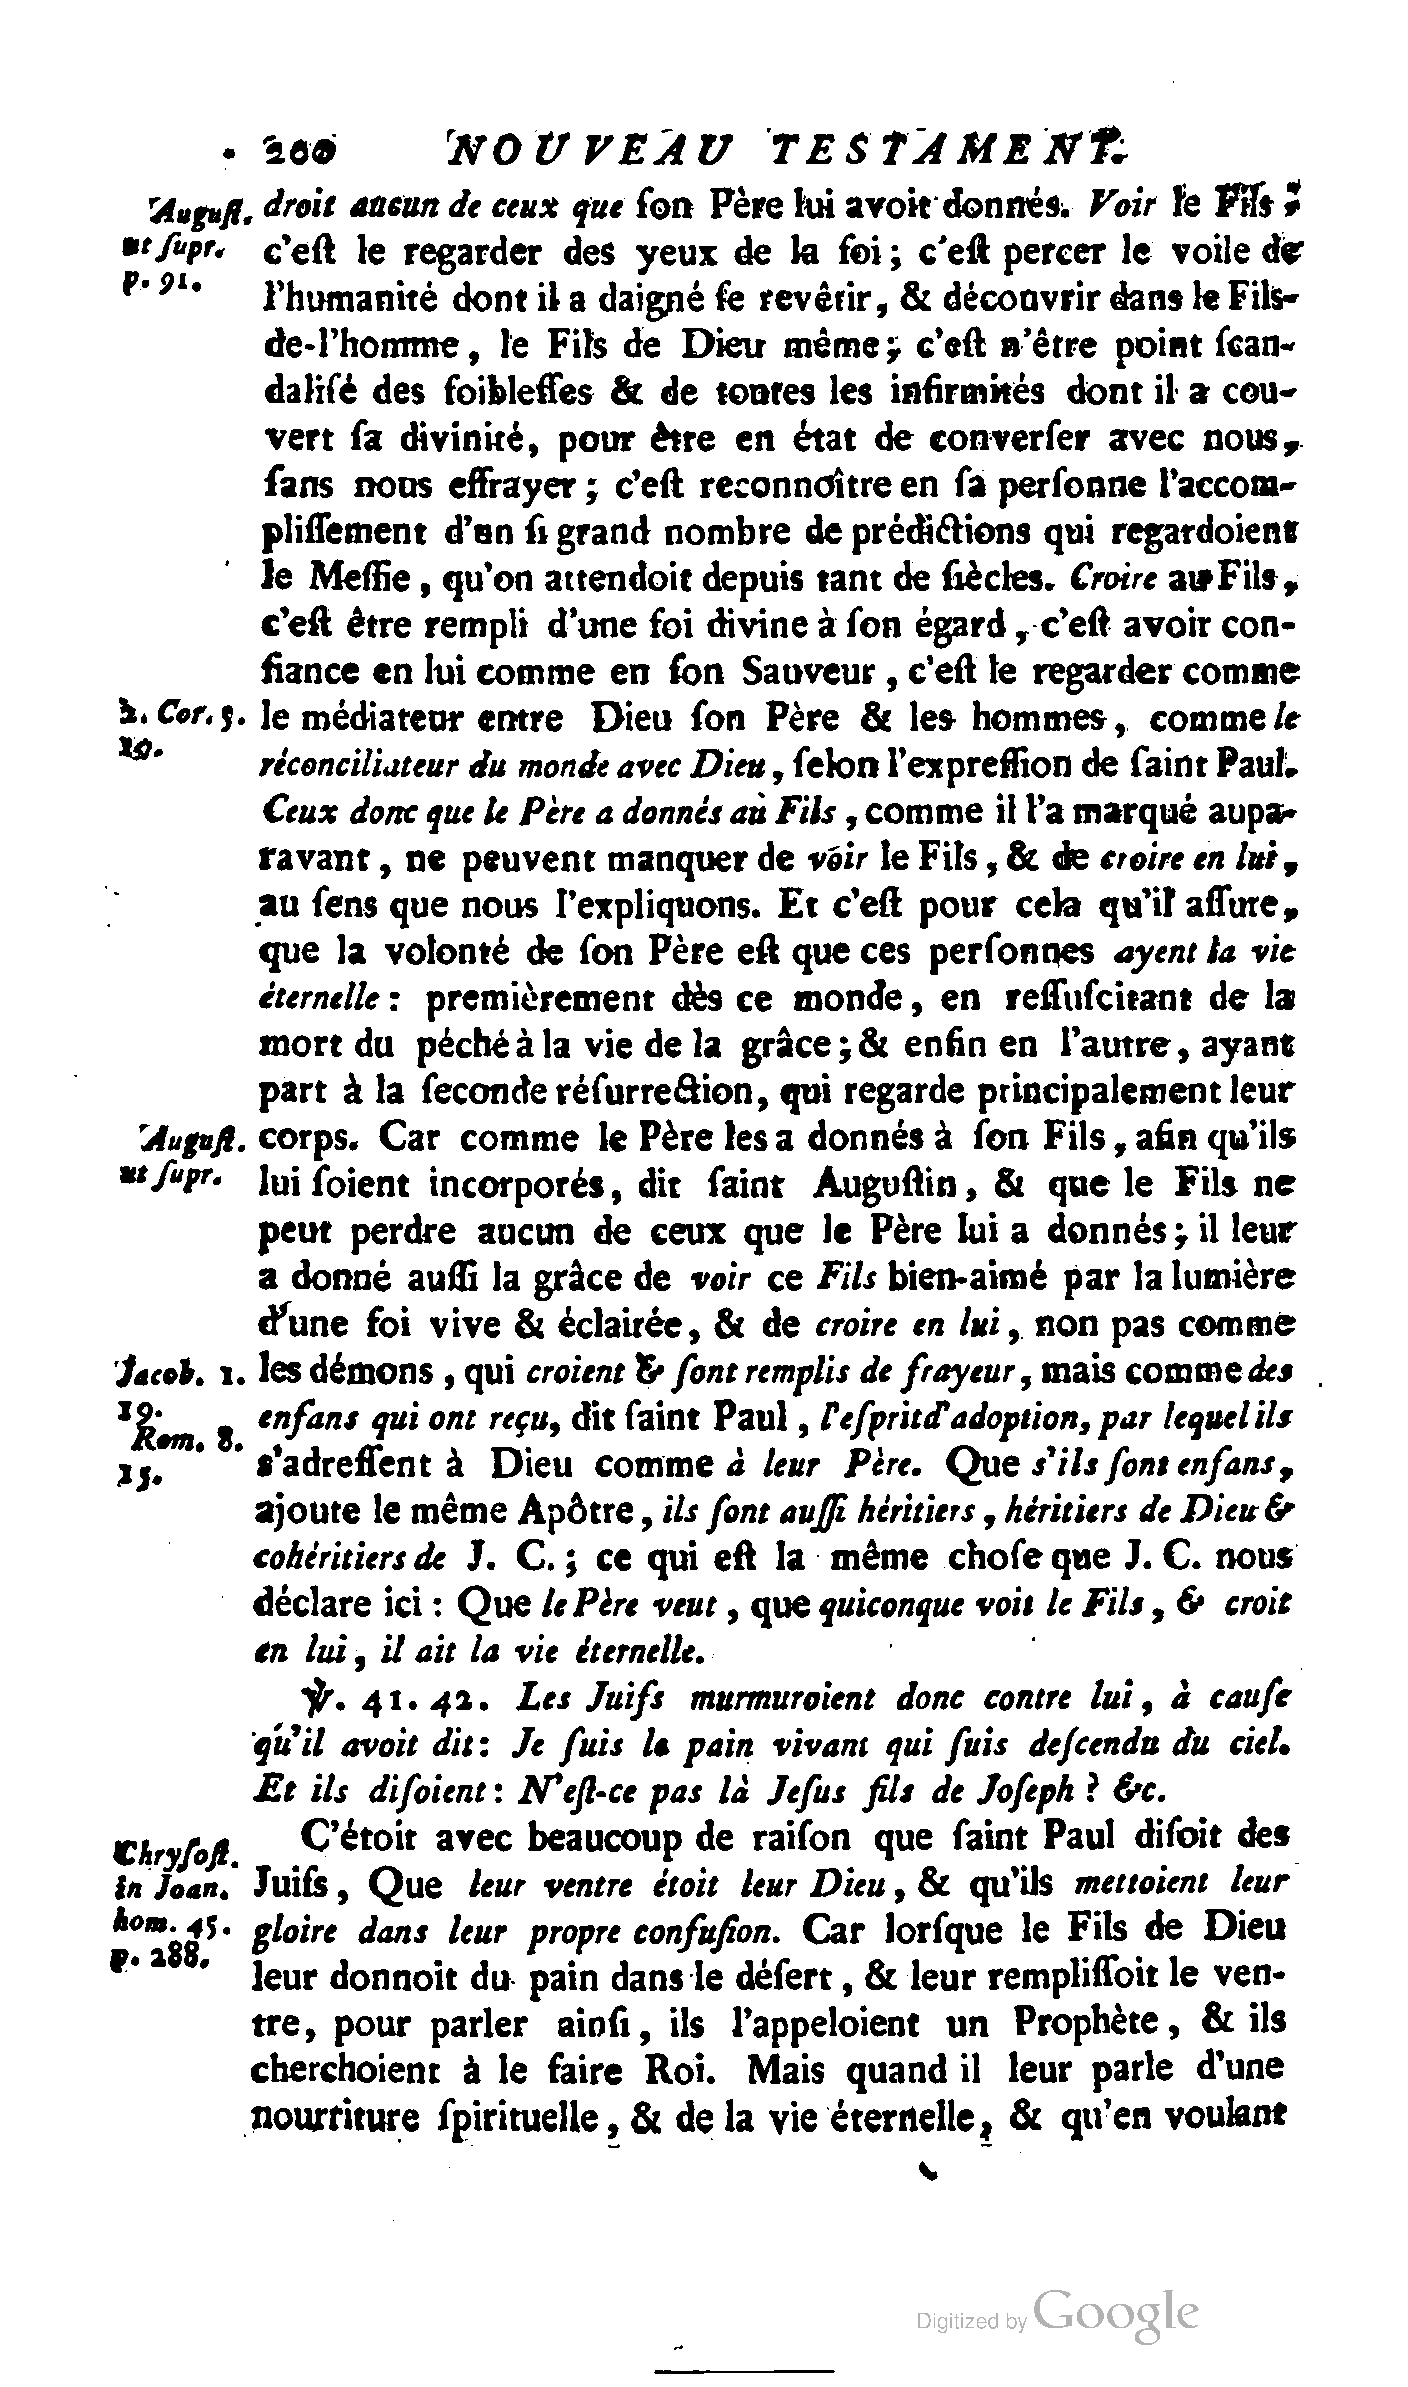 200 NOUVEAU TESTAMENT.
August. droit aucun de ceux que ſon Père lui avoit donnés. Voir le Fils ;
ut ſupr. c'eſt le regarder des yeux de la foi ; c'eſt percer le voile de
p. 91. l'humanité dont il a daigné ſe revêtir, & découvrir dans le Fils-
de-l'homme, le Fils de Dieu même ; c'eſt n'être point ſcan-
daliſé des foibleſſes & de toutes les infirmités dont il a cou-
vert ſa divinité, pour être en état de converſer avec nous,
ſans nous effrayer ; c'eſt reconnoître en ſa perſonne l'accom-
pliſſement d'un ſi grand nombre de prédictions qui regardoient
le Meſſie, qu'on attendoit depuis tant de ſiècles. Croire au Fils,
c'eſt être rempli d'une foi divine à ſon égard, c'eſt avoir con-
fiance en lui comme en ſon Sauveur, c'eſt le regarder comme
2. Cor. 5. le médiateur entre Dieu ſon Père & les hommes, comme le
19. réconciliateur du monde avec Dieu, ſelon l'expreſſion de ſaint Paul.
Ceux donc que le Père a donnés au Fils, comme il l'a marqué aupa-
ravant, ne peuvent manquer de voir le Fils, & de croire en lui,
au ſens que nous l'expliquons. Et c'eſt pour cela qu'il aſſure,
que la volonté de ſon Père eſt que ces perſonnes ayent la vie
éternelle : premièrement dès ce monde, en reſſuſcitant de la
mort du péché à la vie de la grâce ; & enfin en l'autre, ayant
part à la ſeconde réſurrection, qui regarde principalement leur
August. corps. Car comme le Père les a donnés à ſon Fils, afin qu'ils
ut ſupr. lui ſoient incorporés, dit ſaint Auguſtin, & que le Fils ne
peut perdre aucun de ceux que le Père lui a donnés ; il leur
a donné auſſi la grâce de voir ce Fils bien-aimé par la lumière
d'une foi vive & éclairée, & de croire en lui, non pas comme
Jacob. 1. les démons, qui croient & ſont remplis de frayeur, mais comme des
19. enfans qui ont reçu, dit ſaint Paul, l'eſprit d'adoption, par lequel ils
Rom. 8.
15. s'adreſſent à Dieu comme à leur Père. Que s'ils ſont enfans,
ajoute le même Apôtre, ils ſont auſſi héritiers, héritiers de Dieu &
cohéritiers de J. C. ; ce qui eſt la même choſe que J. C. nous
déclare ici : Que le Père veut, que quiconque voit le Fils, & croit
en lui, il ait la vie éternelle.
℣. 41. 42. Les Juifs murmuroient donc contre lui, à cauſe
qu'il avoit dit : Je ſuis le pain vivant qui ſuis deſcendu du ciel.
Et ils diſoient : N'eſt-ce pas là Jeſus fils de Joſeph ? &c.
Chryſoſt. C'étoit avec beaucoup de raiſon que ſaint Paul diſoit des
in Joan. Juifs, Que leur ventre étoit leur Dieu, & qu'ils mettoient leur
hom. 45. gloire dans leur propre confuſion. Car lorſque le Fils de Dieu
p. 288. leur donnoit du pain dans le déſert, & leur rempliſſoit le ven-
tre, pour parler ainſi, ils l'appeloient un Prophète, & ils
cherchoient à le faire Roi. Mais quand il leur parle d'une
nourriture ſpirituelle, & de la vie éternelle, & qu'en voulant
Digitized by Google